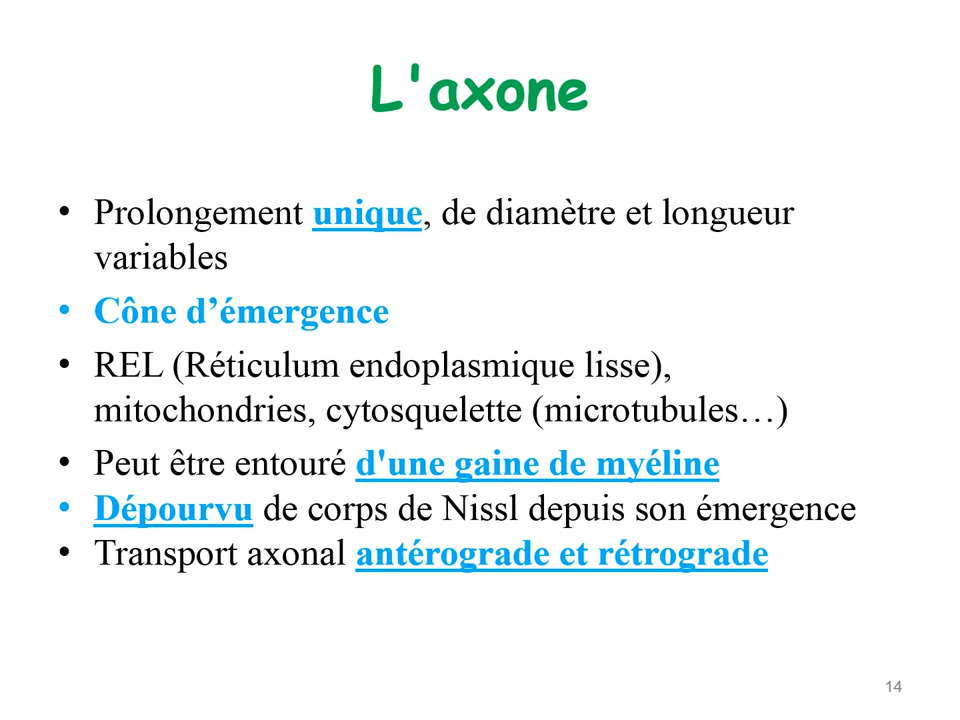 L'axone
• Prolongement unique, de diamètre et longueur
variables
• Cône d’émergence
• REL (Réticulum endoplasmique lisse),
mitochondries, cytosquelette (microtubules…)
• Peut être entouré d'une gaine de myéline
• Dépourvu de corps de Nissl depuis son émergence
• Transport axonal antérograde et rétrograde
14